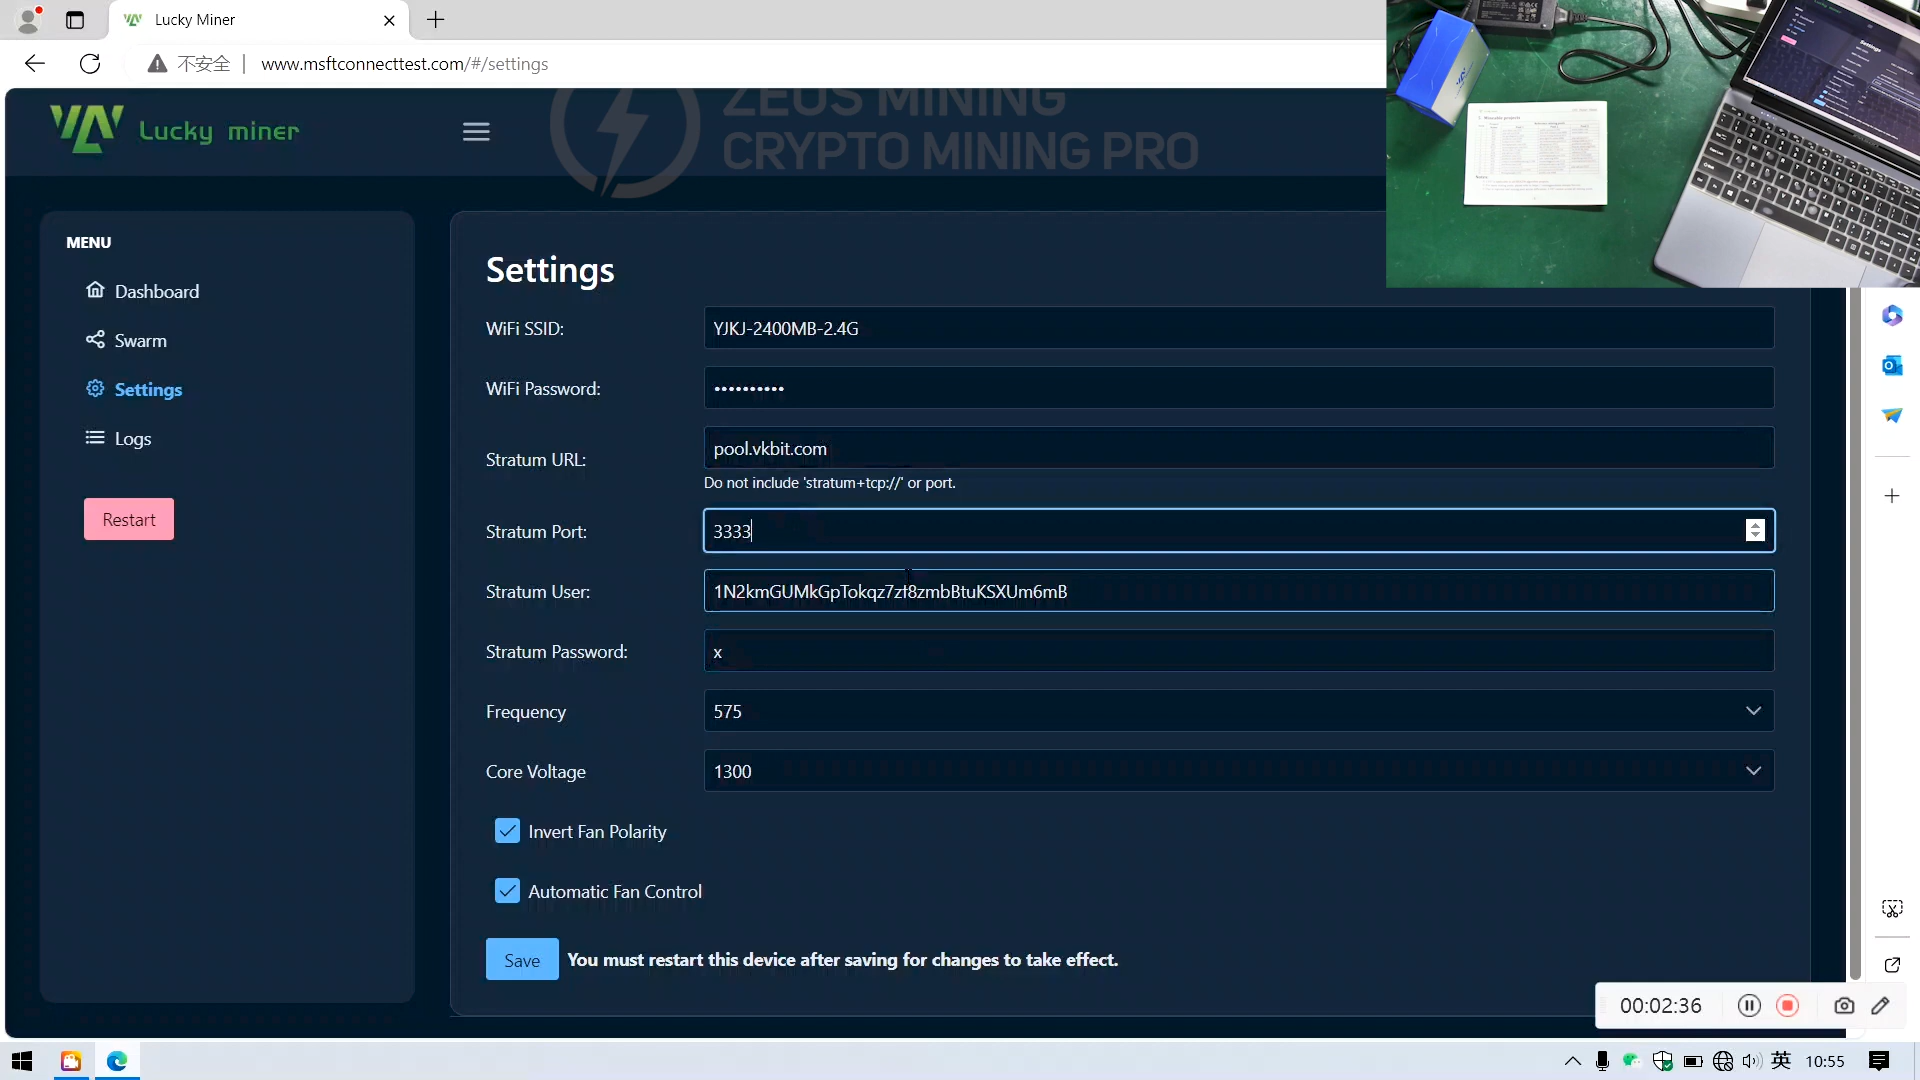 Lucky Miner
不安全
www.msftconnecttest.com/#/settings
Lucky miner
ZEUS MINING
CRYPTO MINING PRO
MENU
Dashboard
Swarm
Settings
Logs
Restart
Settings
WiFi SSID:
YJKJ-2400MB-2.4G
WiFi Password:
••••••••••
Stratum URL:
pool.vkbit.com
Do not include 'stratum+tcp://' or port.
Stratum Port:
3333
Stratum User:
1N2kmGUMkGpTokqz7zf8zmbBtuKSXUm6mB
Stratum Password:
x
Frequency
575
Core Voltage
1300
Invert Fan Polarity
Automatic Fan Control
Save
You must restart this device after saving for changes to take effect.
00:02:36
英
10:55
Settings